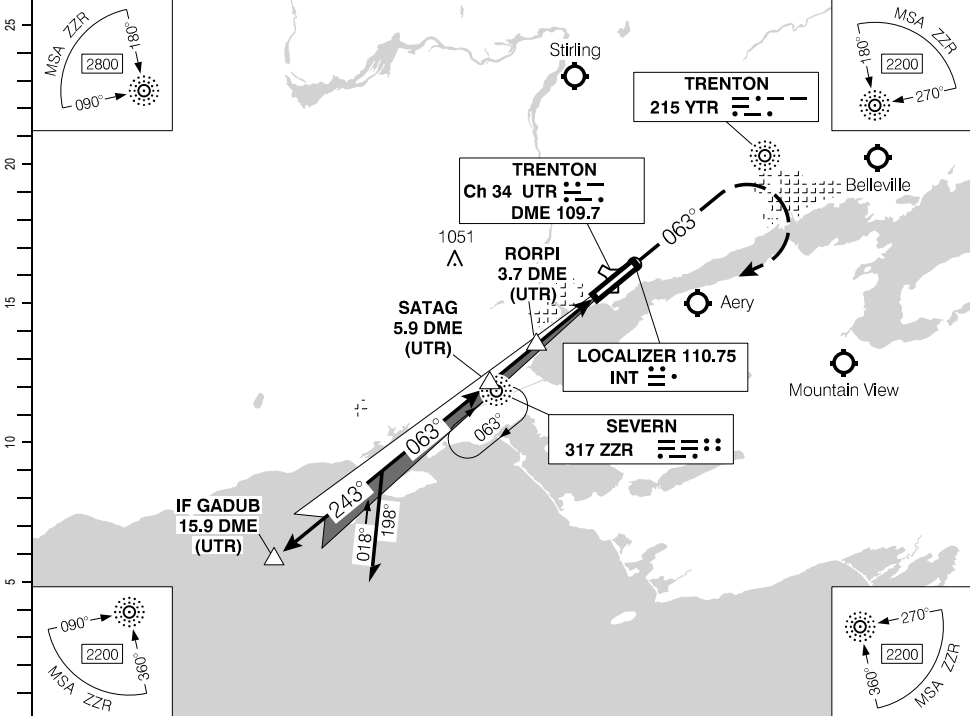 25
20
15
10
5
MSA ZZR
180°
2800
090°
MSA ZZR
180°
2200
270°
Stirling
TRENTON
215 YTR
Belleville
TRENTON
Ch 34 UTR
DME 109.7
063°
1051
RORPI
3.7 DME
(UTR)
SATAG
5.9 DME
(UTR)
Aery
LOCALIZER 110.75
INT
Mountain View
SEVERN
317 ZZR
063°
063°
243°
IF GADUB
15.9 DME
(UTR)
018°
198°
090°
2200
360°
MSA ZZR
270°
2200
360°
MSA ZZR